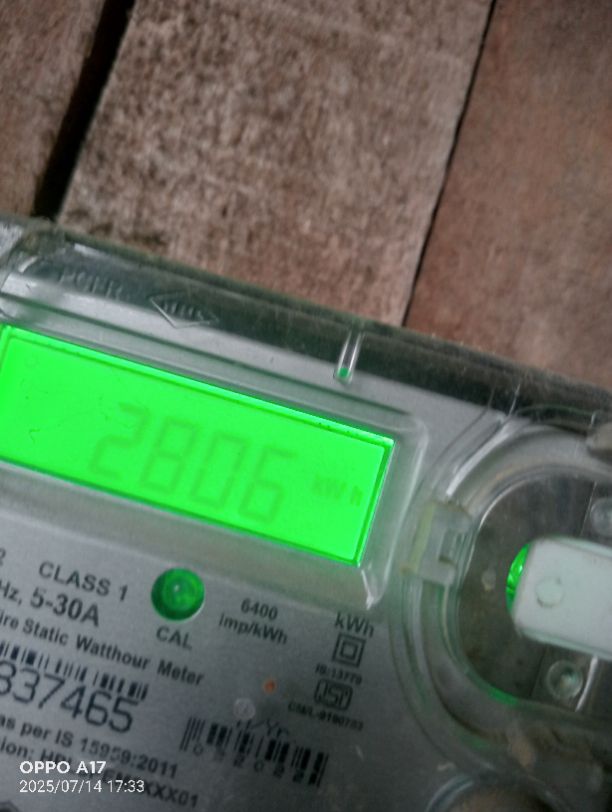 2806 kWh
CLASS 1
Hz, 5-30A
6400
imp/kWh
kWh
CAL
ire Static Watthour Meter
IS:13779
837465
as per IS 15959:2011
OPPO A17
2025/07/14 17:33